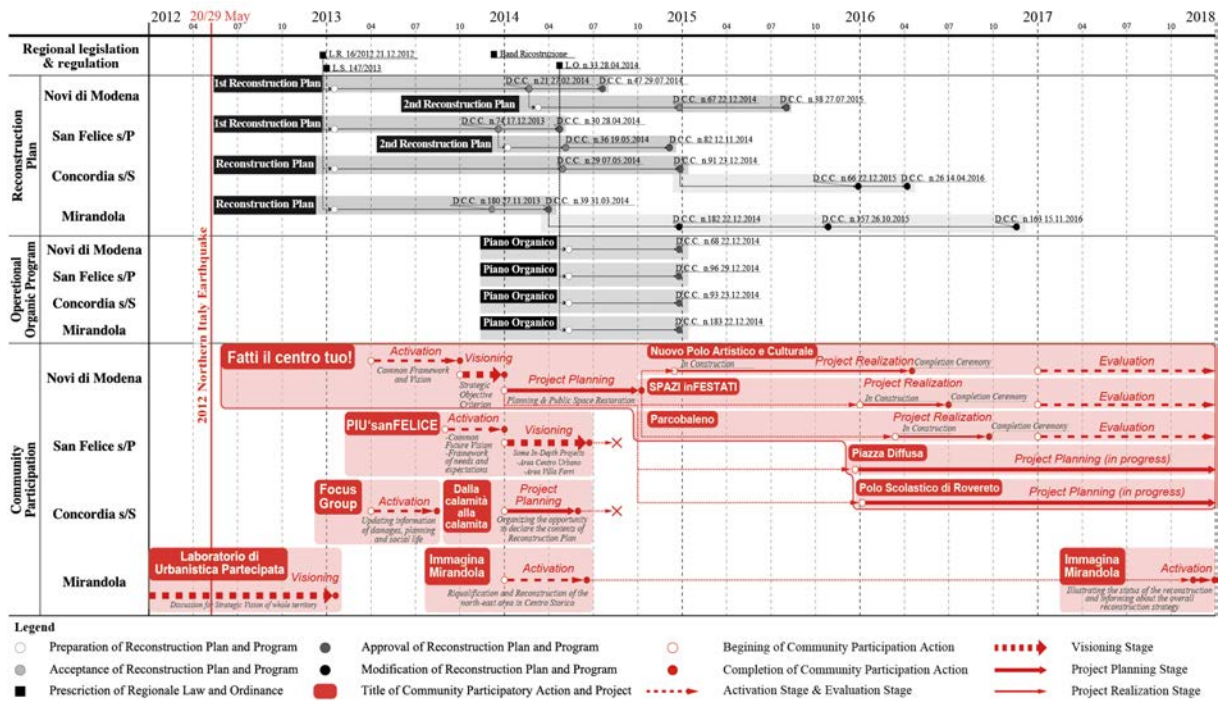 2012 20/29 May 2013 2014 2015 2016 2017 2018
04 07 10 04 07 10 04 07 10 04 07 10 04 07 10 04 07 10
Regional legislation
& regulation
L.R. 16/2012 21.12.2012
L.S. 147/2013
Band Ricostruzione
L.O. n.33 28.04.2014
Reconstruction
Plan
Novi di Modena
1st Reconstruction Plan
D.C.C. n.21 27.02.2014
D.C.C. n.47 29.07.2014
2nd Reconstruction Plan
D.C.C. n.67 22.12.2014
D.C.C. n.38 27.07.2015
San Felice s/P
1st Reconstruction Plan
D.C.C. n.74 17.12.2013
D.C.C. n.30 28.04.2014
2nd Reconstruction Plan
D.C.C. n.36 19.05.2014
D.C.C. n.82 12.11.2014
Concordia s/S
Reconstruction Plan
D.C.C. n.29 07.05.2014
D.C.C. n.91 23.12.2014
D.C.C. n.66 22.12.2015
D.C.C. n.26 14.04.2016
Mirandola
Reconstruction Plan
D.C.C. n.180 27.11.2013
D.C.C. n.39 31.03.2014
D.C.C. n.182 22.12.2014
D.C.C. n.157 26.10.2015
D.C.C. n.163 15.11.2016
2012 Northern Italy Earthquake
Operational
Organic Program
Novi di Modena
Piano Organico
D.C.C. n.68 22.12.2014
San Felice s/P
Piano Organico
D.C.C. n.96 29.12.2014
Concordia s/S
Piano Organico
D.C.C. n.93 23.12.2014
Mirandola
Piano Organico
D.C.C. n.183 22.12.2014
Community
Participation
Novi di Modena
Fatti il centro tuo!
Activation
Common Framework
and Vision
Visioning
Strategic
Objective
Criterion
Project Planning
Planning & Public Space Restoration
Nuovo Polo Artistico e Culturale
In Construction
Project Realization
Completion Ceremony
Evaluation
SPAZI inFESTATI
Project Realization
In Construction
Completion Ceremony
Evaluation
Parcobaleno
Project Realization
In Construction
Completion Ceremony
Evaluation
San Felice s/P
PIU'sanFELICE
Activation
-Common
Future Vision
-Framework
of needs and
expectations
Visioning
Some In-Depth Projects
-Area Centro Urbano
-Area Villa Ferri
Piazza Diffusa
Project Planning (in progress)
Polo Scolastico di Rovereto
Project Planning (in progress)
Concordia s/S
Focus
Group
Activation
Updating information
of damages, planning
and social life
Dalla
calamità
alla
calamita
Project
Planning
Organizing the opportunity
to declare the contents of
Reconstruction Plan
Mirandola
Laboratorio di
Urbanistica Partecipata
Visioning
Discussion for Strategic Vision of whole territory
Immagina
Mirandola
Activation
Riqualification and Reconstruction of the
north-east area in Centro Storico
Immagina
Mirandola
Activation
Illustrating the status of the reconstruction
and informing about the overall
reconstruction strategy
Legend
Preparation of Reconstruction Plan and Program
Approval of Reconstruction Plan and Program
Begining of Community Participation Action
Visioning Stage
Acceptance of Reconstruction Plan and Program
Modification of Reconstruction Plan and Program
Completion of Community Participation Action
Project Planning Stage
Prescriction of Regionale Law and Ordinance
Title of Community Participatory Action and Project
Activation Stage & Evaluation Stage
Project Realization Stage